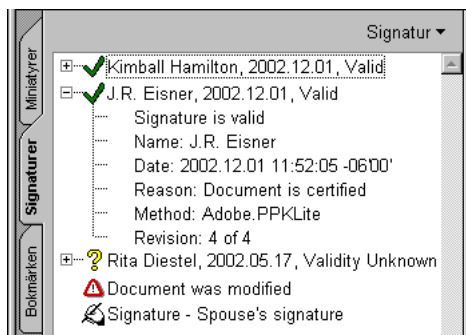 Signatur
Miniatyrer
Signaturer
Bokmärken
Kimball Hamilton, 2002.12.01, Valid
J.R. Eisner, 2002.12.01, Valid
Signature is valid
Name: J.R. Eisner
Date: 2002.12.01 11:52:05 -06'00'
Reason: Document is certified
Method: Adobe.PPKLite
Revision: 4 of 4
Rita Diestel, 2002.05.17, Validity Unknown
Document was modified
Signature - Spouse's signature